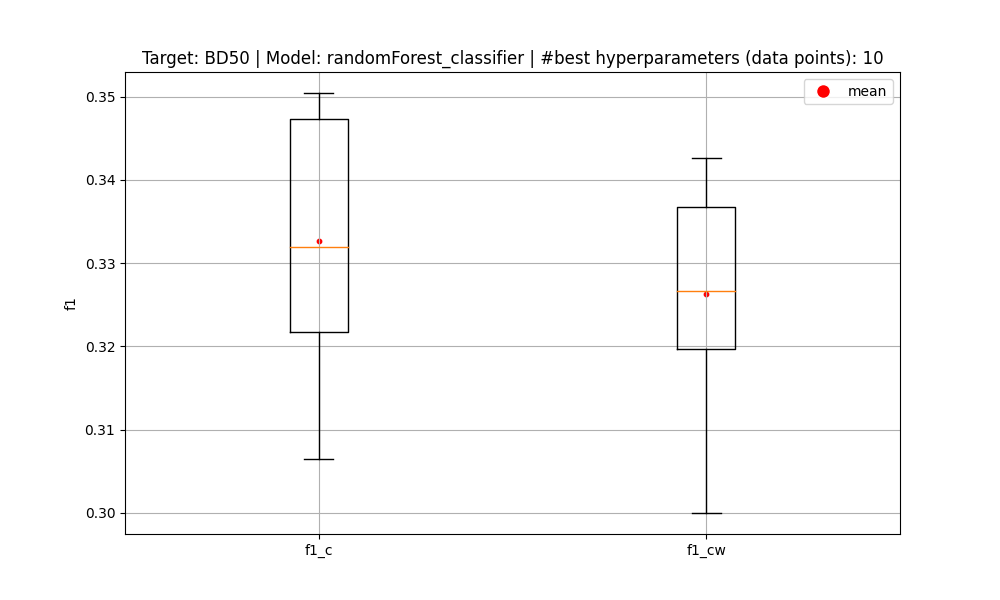 Target: BD50 | Model: randomForest_classifier | #best hyperparameters (data points): 10
mean
0.35
0.34
0.33
0.32
0.31
0.30
f1
f1_c
f1_cw